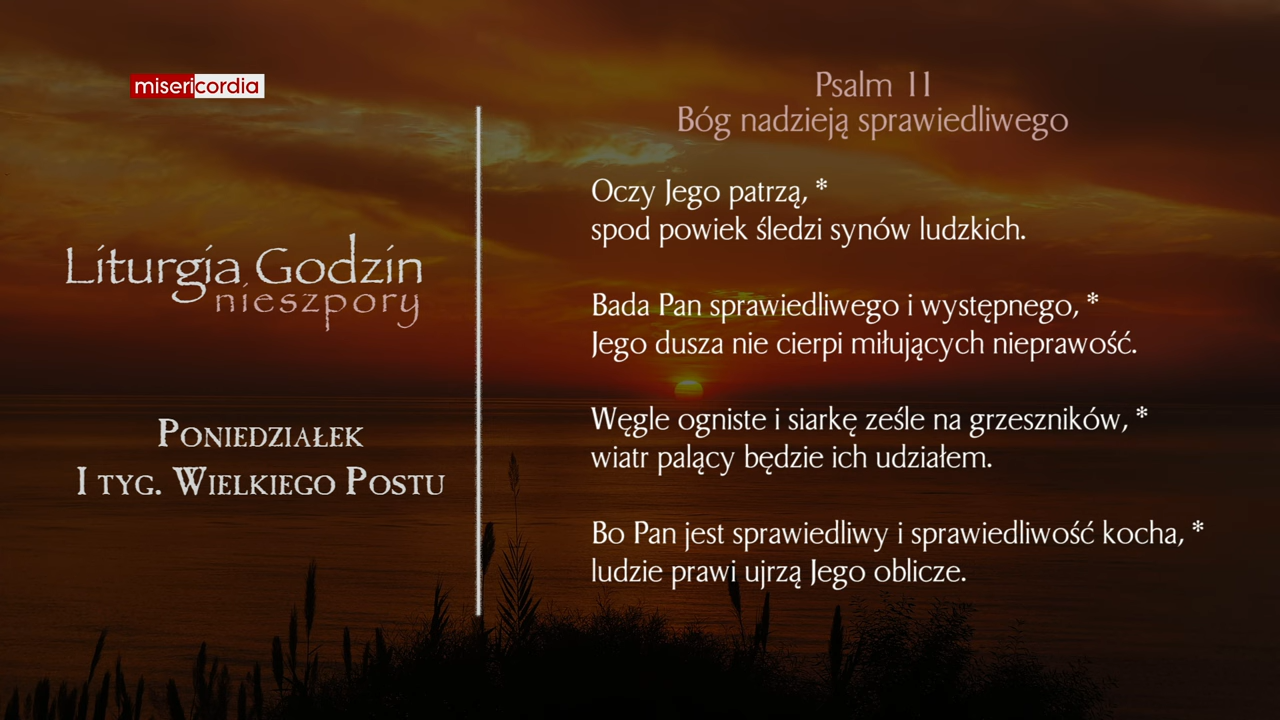 misericordia
Liturgia Godzin
nieszpory
Poniedziałek
I tyg. Wielkiego Postu
Psalm 11
Bóg nadzieją sprawiedliwego
Oczy Jego patrzą, *
spod powiek śledzi synów ludzkich.
Bada Pan sprawiedliwego i występnego, *
Jego dusza nie cierpi miłujących nieprawość.
Węgle ogniste i siarkę ześle na grzeszników, *
wiatr palący będzie ich udziałem.
Bo Pan jest sprawiedliwy i sprawiedliwość kocha, *
ludzie prawi ujrzą Jego oblicze.